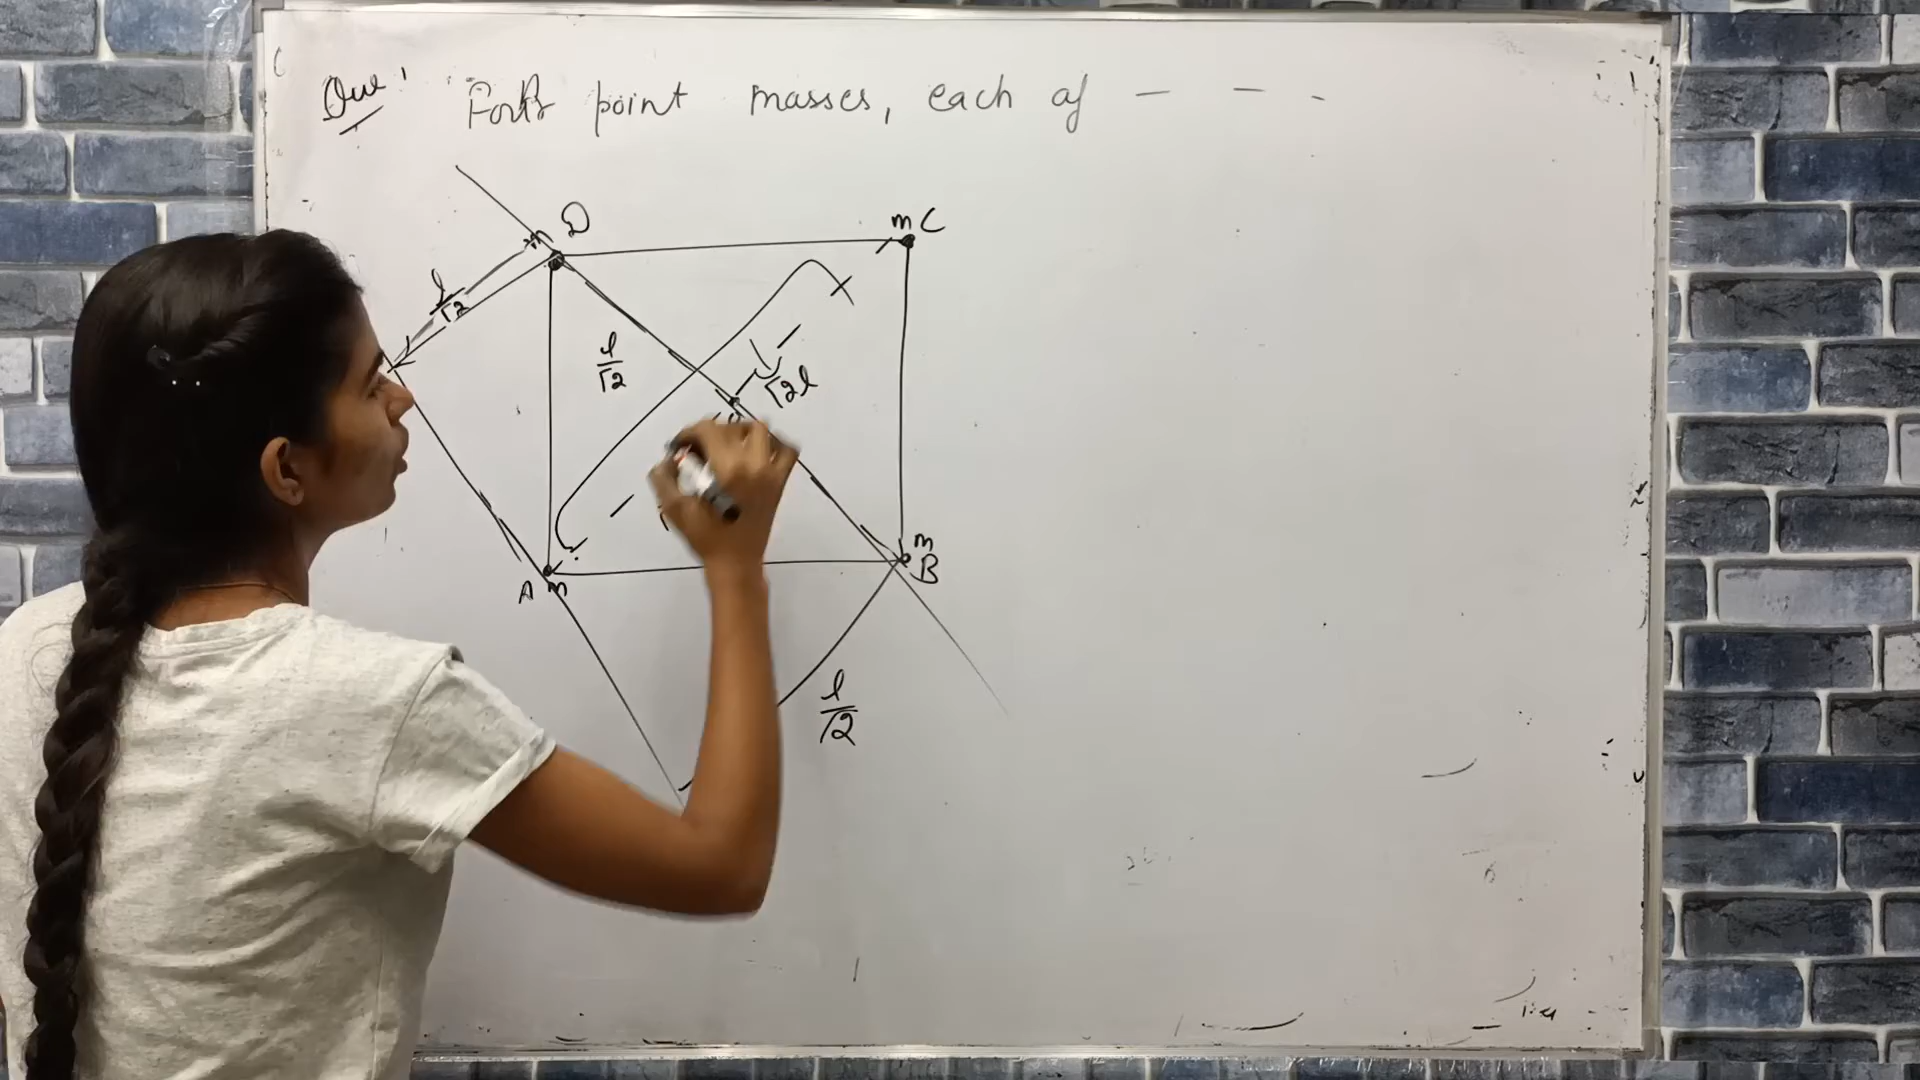 Que! Four point masses, each of - - -
D
m C
m
l/√2
l/√2
√2l
A m
m
B
l/√2